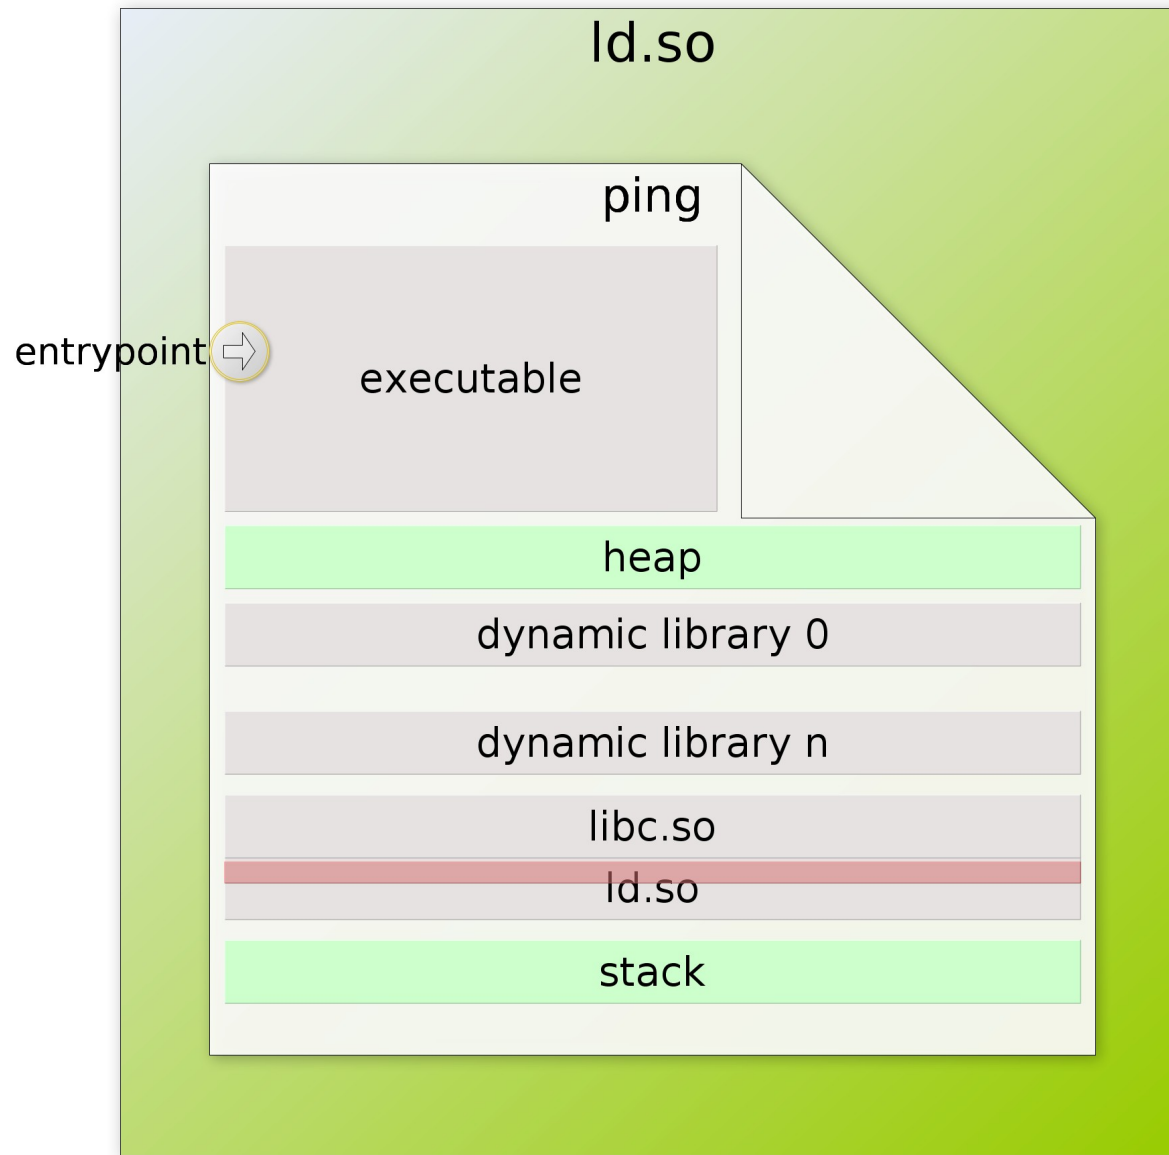 ld.so
ping
entrypoint
executable
heap
dynamic library 0
dynamic library n
libc.so
ld.so
stack